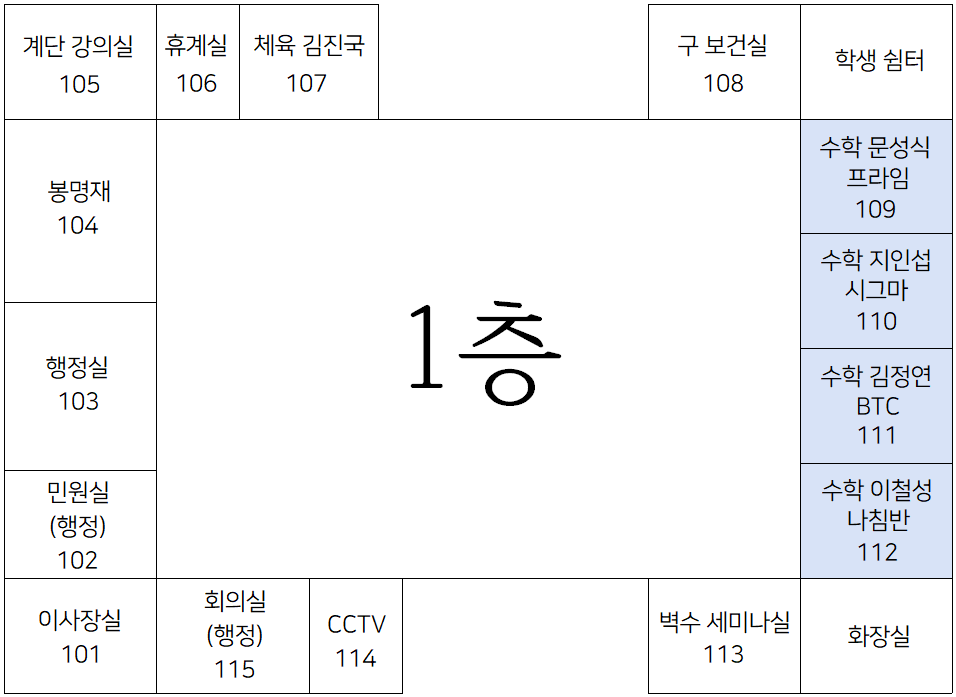 계단 강의실
105
휴계실
106
체육 김진국
107
구 보건실
108
학생 쉼터
봉명재
104
수학 문성식
프라임
109
수학 지인섭
시그마
110
행정실
103
1층
수학 김정연
BTC
111
민원실
(행정)
102
수학 이철성
나침반
112
이사장실
101
회의실
(행정)
115
CCTV
114
벽수 세미나실
113
화장실